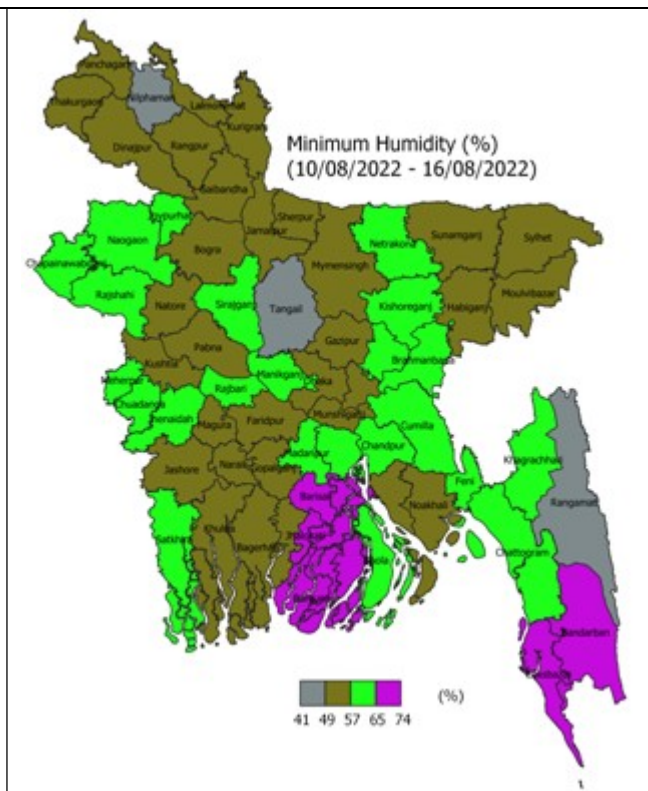 Panchagarh
Nilphamari
Thakurgaon
Lalmonirhat
Kurigram
Dinajpur
Rangpur
Minimum Humidity (%)
(10/08/2022 - 16/08/2022)
Gaibandha
Joypurhat
Sherpur
Naogaon
Jamalpur
Sunamganj
Sylhet
Netrakona
Bogra
Mymensingh
Chapainawabganj
Moulvibazar
Rajshahi
Sirajganj
Kishoreganj
Habiganj
Natore
Tangail
Gazipur
Pabna
Brahmanbaria
Kushtia
Meherpur
Manikganj
Dhaka
Rajbari
Chuadanga
Munshiganj
Jhenaidah
Magura
Faridpur
Cumilla
Chandpur
Madaripur
Khagrachhari
Jashore
Narail
Gopalganj
Feni
Rangamati
Barisal
Noakhali
Khulna
Satkhira
Jhalokati
Bagerhat
Bhola
Chattogram
Bandarban
(%)
41 49 57 65 74